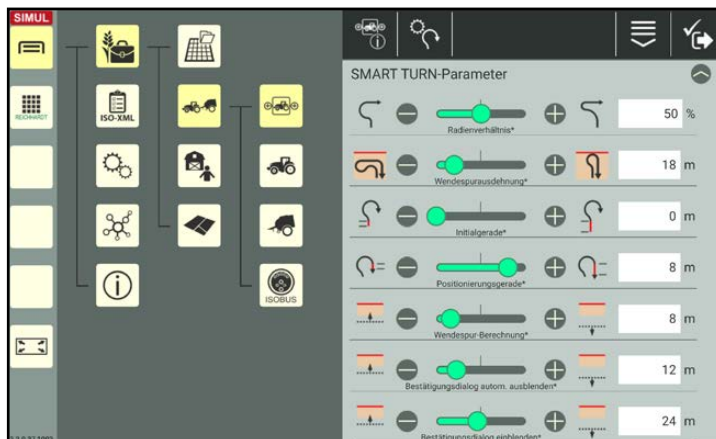 SIMUL
SMART TURN-Parameter
50 %
Radienverhältnis*
18 m
Wendespurausdehnung*
0 m
Initialgerade*
8 m
Positionierungsgerade*
8 m
Wendespur-Berechnung*
12 m
Bestätigungsdialog autom. ausblenden*
24 m
Bestätigungsdialog einblenden*
REICHHARDT
ISO-XML
ISOBUS